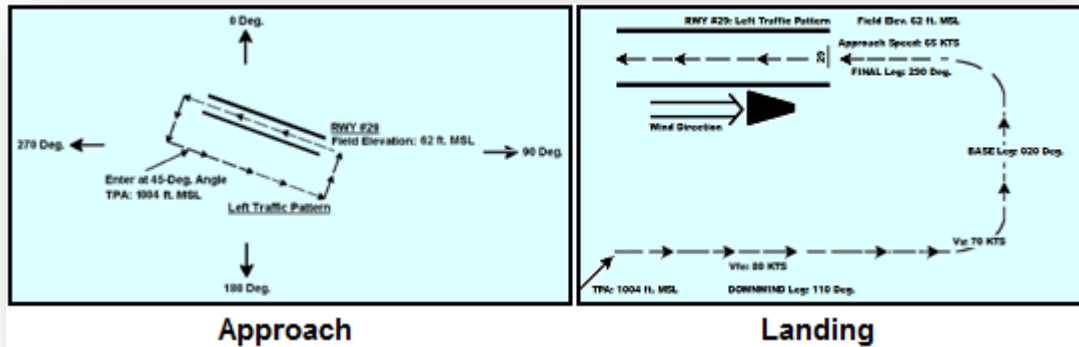 0 Deg.
RWY #29
Field Elevation: 62 ft. MSL
270 Deg.
90 Deg.
Enter at 45-Deg. Angle
TPA: 1004 ft. MSL
Left Traffic Pattern
180 Deg.
Approach
RWY #29: Left Traffic Pattern
Field Elev. 62 ft. MSL
Approach Speed: 65 KTS
29
FINAL Leg: 290 Deg.
Wind Direction
BASE Leg: 020 Deg.
70 KTS
Vfe: 80 KTS
TPA: 1004 ft. MSL
DOWNWIND Leg: 110 Deg.
Landing